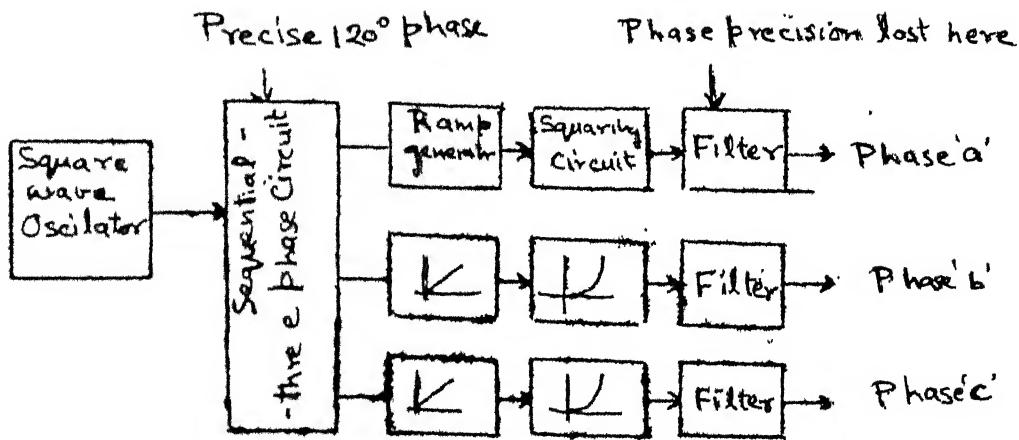 Precise 120° phase
Phase precision lost here
Square
wave
Oscilator
Sequential -
- thre e phase Circuit
Ramp
generatr
Squaring
Circuit
Filter
Phase 'a'
Filter
Phase 'b'
Filter
Phase 'c'